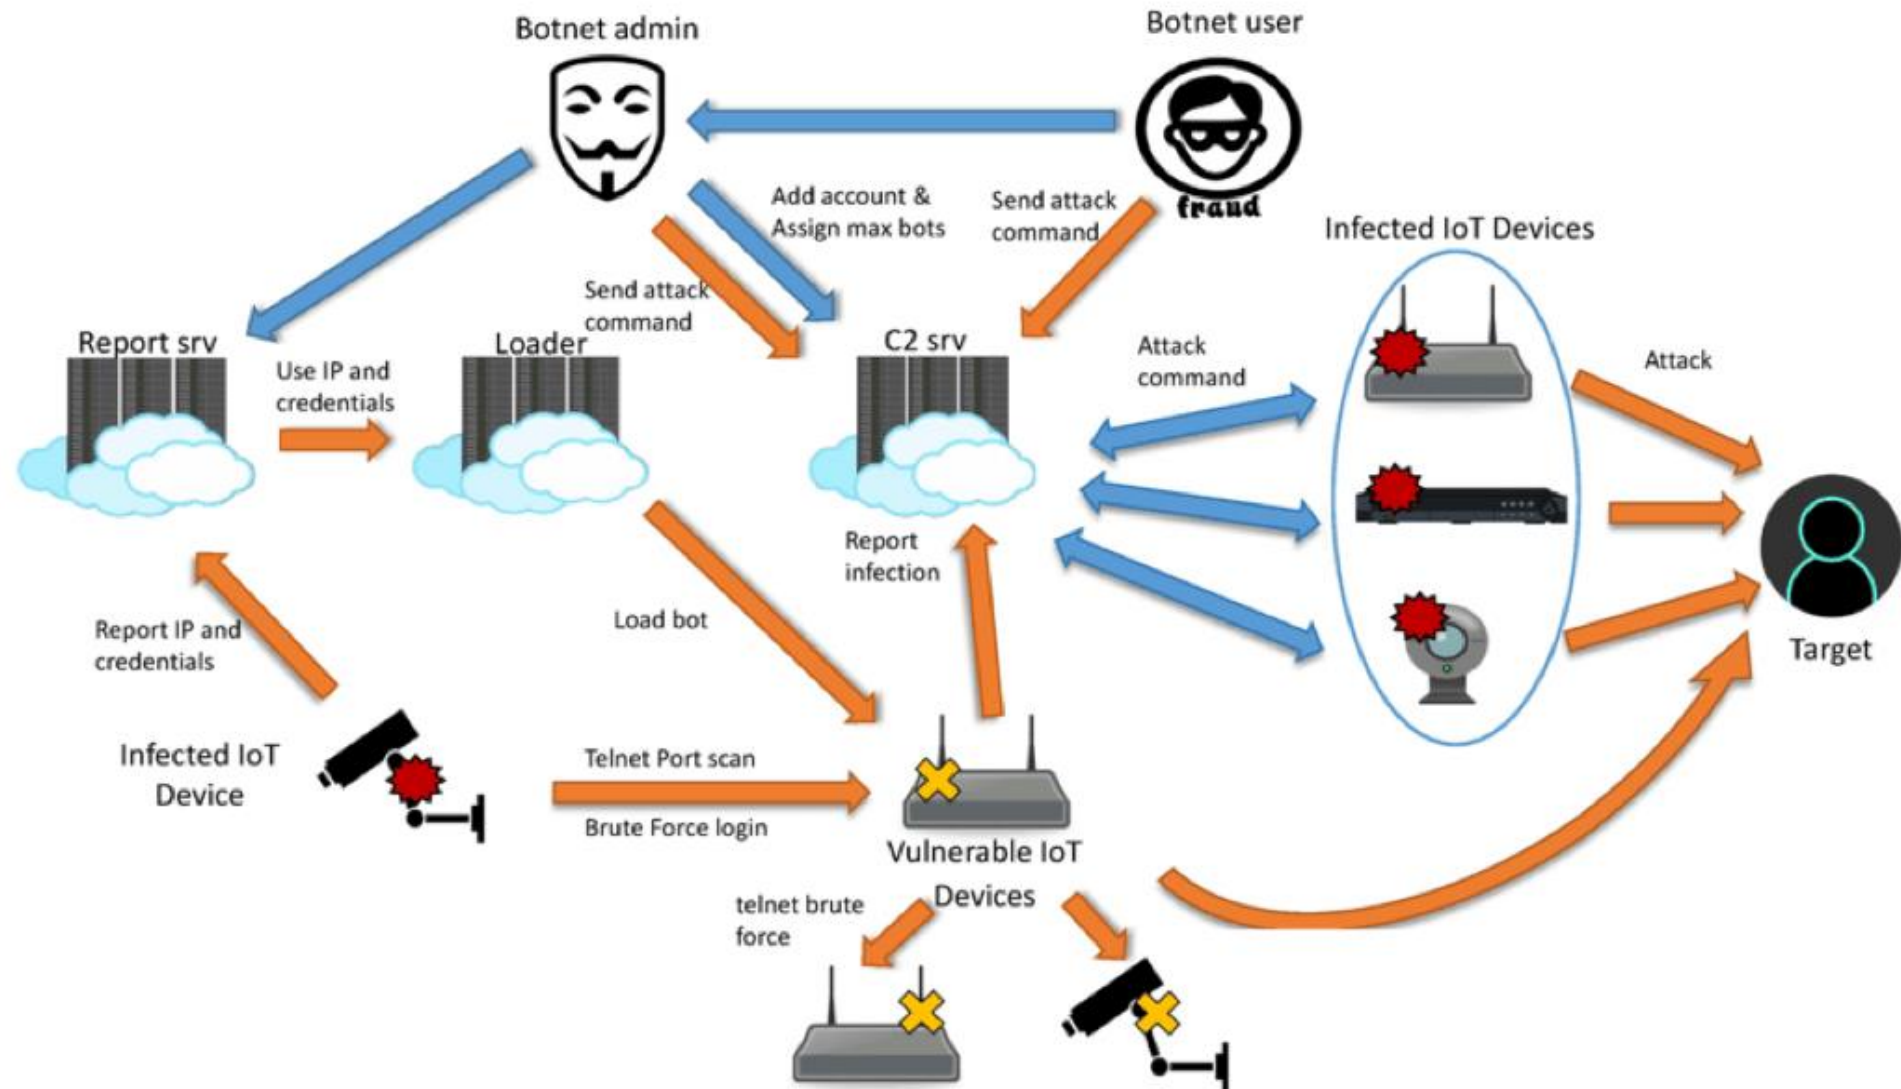 Botnet admin
Botnet user
fraud
Add account &
Assign max bots
Send attack
command
Infected IoT Devices
Send attack
command
Report srv
Loader
C2 srv
Use IP and
credentials
Attack
command
Attack
Report
infection
Load bot
Report IP and
credentials
Target
Infected IoT
Device
Telnet Port scan
Brute Force login
Vulnerable IoT
Devices
telnet brute
force